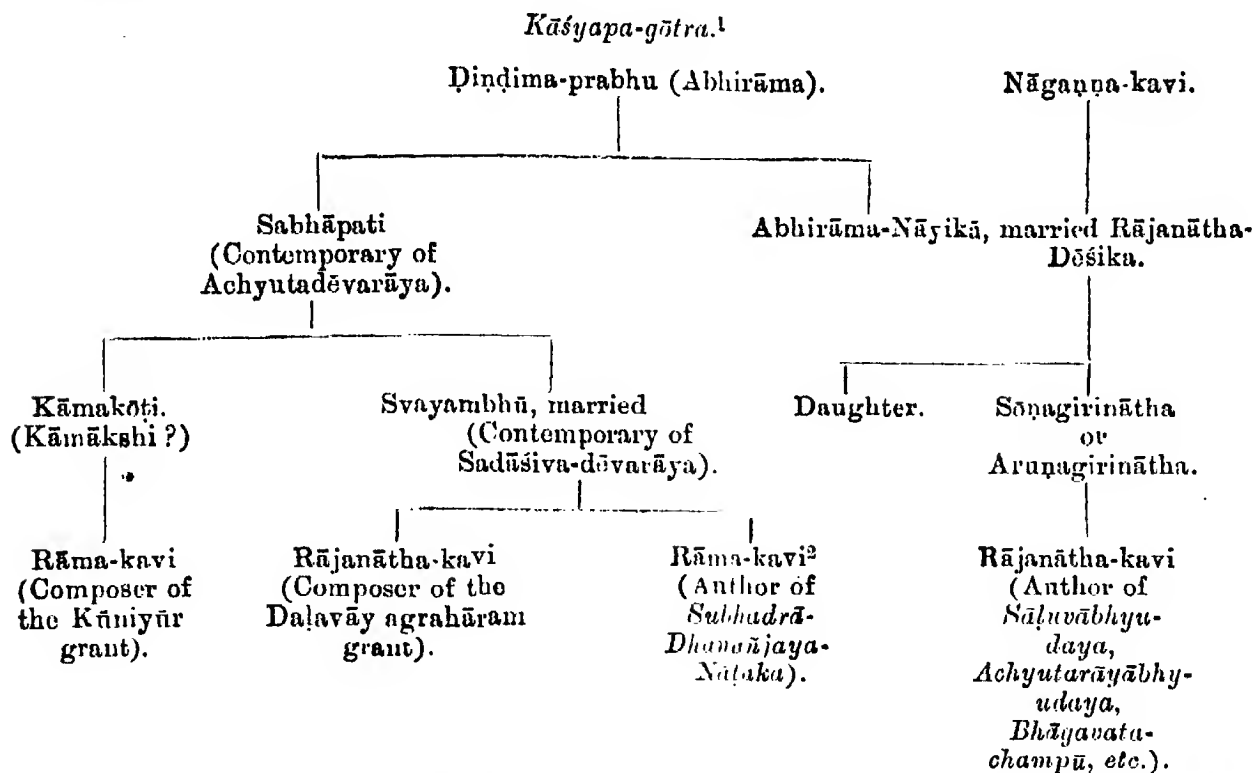 Kāśyapa-gōtra.¹
Ḍiṇḍima-prabhu (Abhirāma). Nāgaṇṇa-kavi.
Sabhāpati
(Contemporary of
Achyutadēvarāya).
Abhirāma-Nāyikā, married Rājanātha-
Dēśika.
Kāmakōṭi.
(Kāmākshi ?)
Svayambhū, married
(Contemporary of
Sadāśiva-dēvarāya).
Daughter.
Sōṇagirinātha
or
Aruṇagirinātha.
Rāma-kavi
(Composer of
the Kūniyūr
grant).
Rājanātha-kavi
(Composer of the
Daḷavāy agrahāram
grant).
Rāma-kavi²
(Author of
Subhadrā-
Dhanañjaya-
Nāṭaka).
Rājanātha-kavi
(Author of
Sāḷuvābhyu-
daya,
Achyutarāyābhy-
udaya,
Bhāgavata-
champū, etc.).